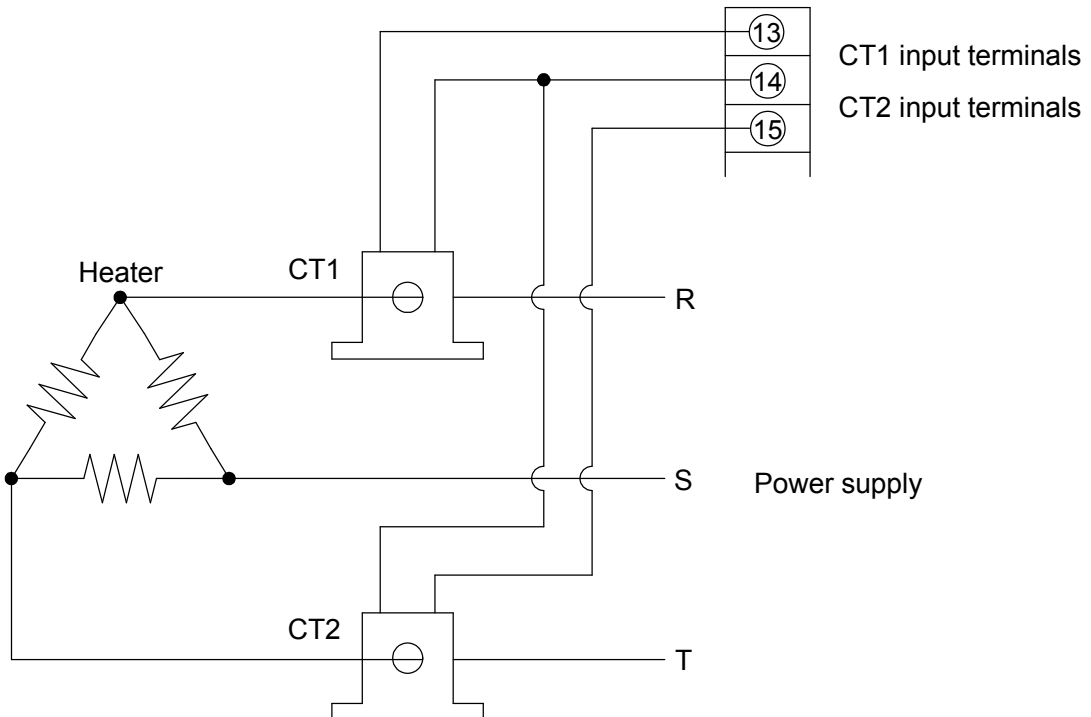 13
CT1 input terminals
14
CT2 input terminals
15
CT1
Heater
R
S
Power supply
CT2
T